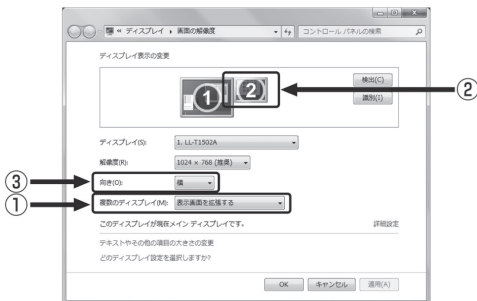 « ディスプレイ ▸ 画面の解像度
コントロール パネルの検索
ディスプレイ表示の変更
1
2
検出(C)
識別(I)
②
ディスプレイ(S): 1. LL-T1502A
解像度(R): 1024 × 768 (推奨)
③
向き(O): 横
①
複数のディスプレイ(M): 表示画面を拡張する
このディスプレイが現在メイン ディスプレイです。
詳細設定
テキストやその他の項目の大きさの変更
どのディスプレイ設定を選択しますか?
OK
キャンセル
適用(A)